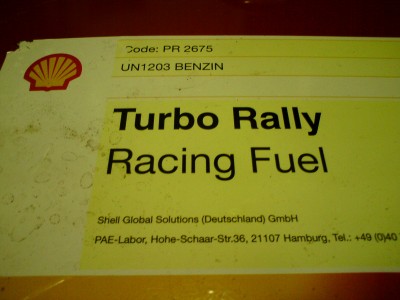 Code: PR 2675
UN1203 BENZIN
Turbo Rally
Racing Fuel
Shell Global Solutions (Deutschland) GmbH
PAE-Labor, Hohe-Schaar-Str.36, 21107 Hamburg, Tel.: +49 (0)40